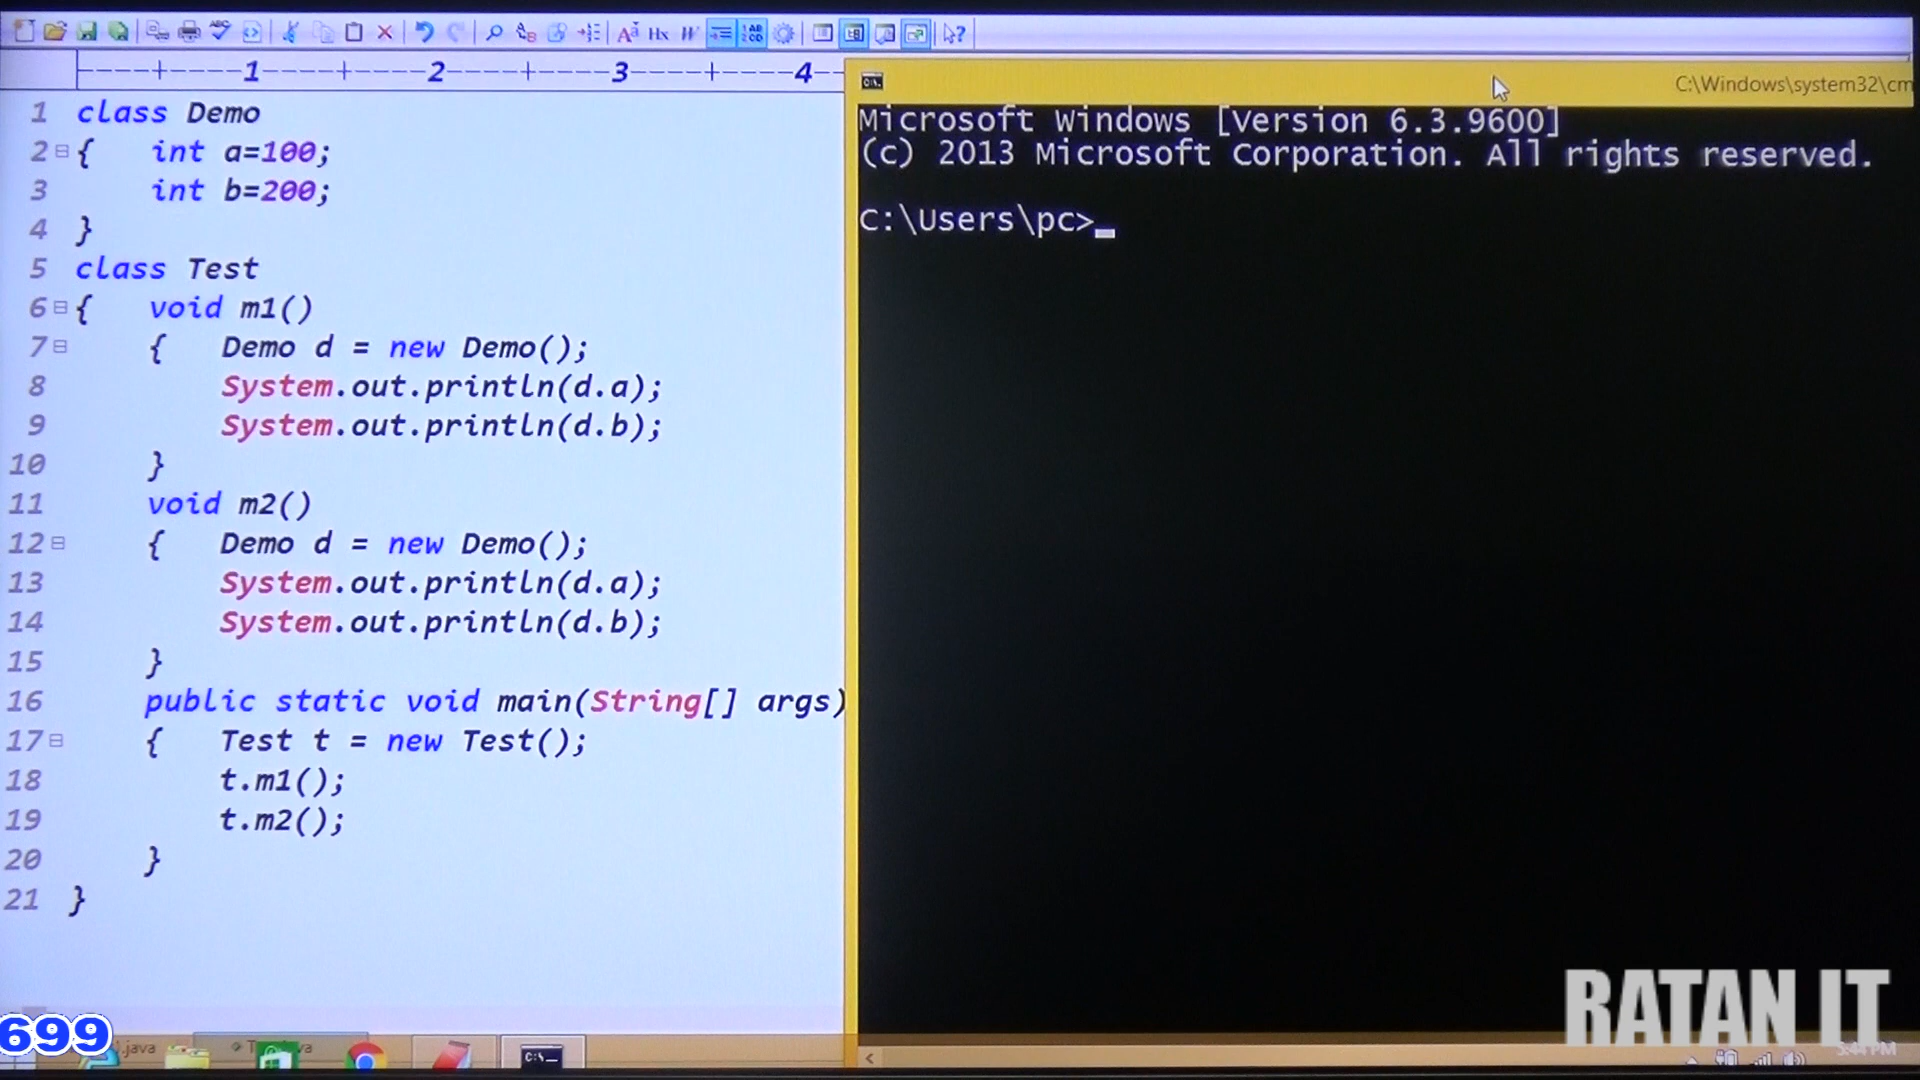 -----+----1----+----2----+----3----+----4--
1 class Demo
2 { int a=100;
3 int b=200;
4 }
5 class Test
6 { void m1()
7 { Demo d = new Demo();
8 System.out.println(d.a);
9 System.out.println(d.b);
10 }
11 void m2()
12 { Demo d = new Demo();
13 System.out.println(d.a);
14 System.out.println(d.b);
15 }
16 public static void main(String[] args)
17 { Test t = new Test();
18 t.m1();
19 t.m2();
20 }
21 }
C:\Windows\system32\cm
Microsoft Windows [Version 6.3.9600]
(c) 2013 Microsoft Corporation. All rights reserved.
C:\Users\pc>_
RATAN IT
699